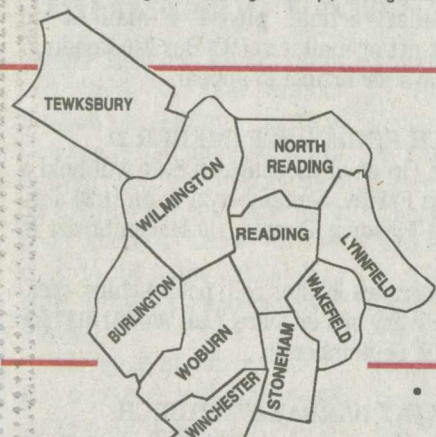 TEWKSBURY
WILMINGTON
NORTH
READING
READING
LYNNFIELD
BURLINGTON
WOBURN
WAKEFIELD
STONEHAM
WINCHESTER